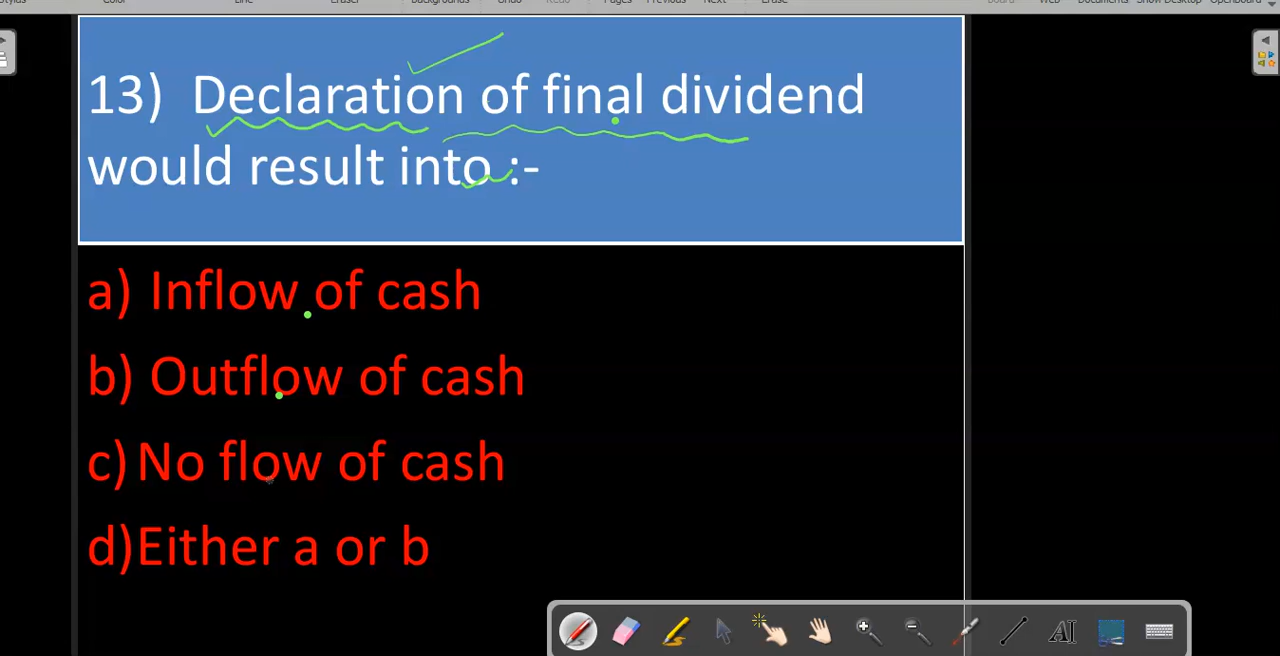 13) Declaration of final dividend
would result into :-
a) Inflow of cash
b) Outflow of cash
c) No flow of cash
d)Either a or b